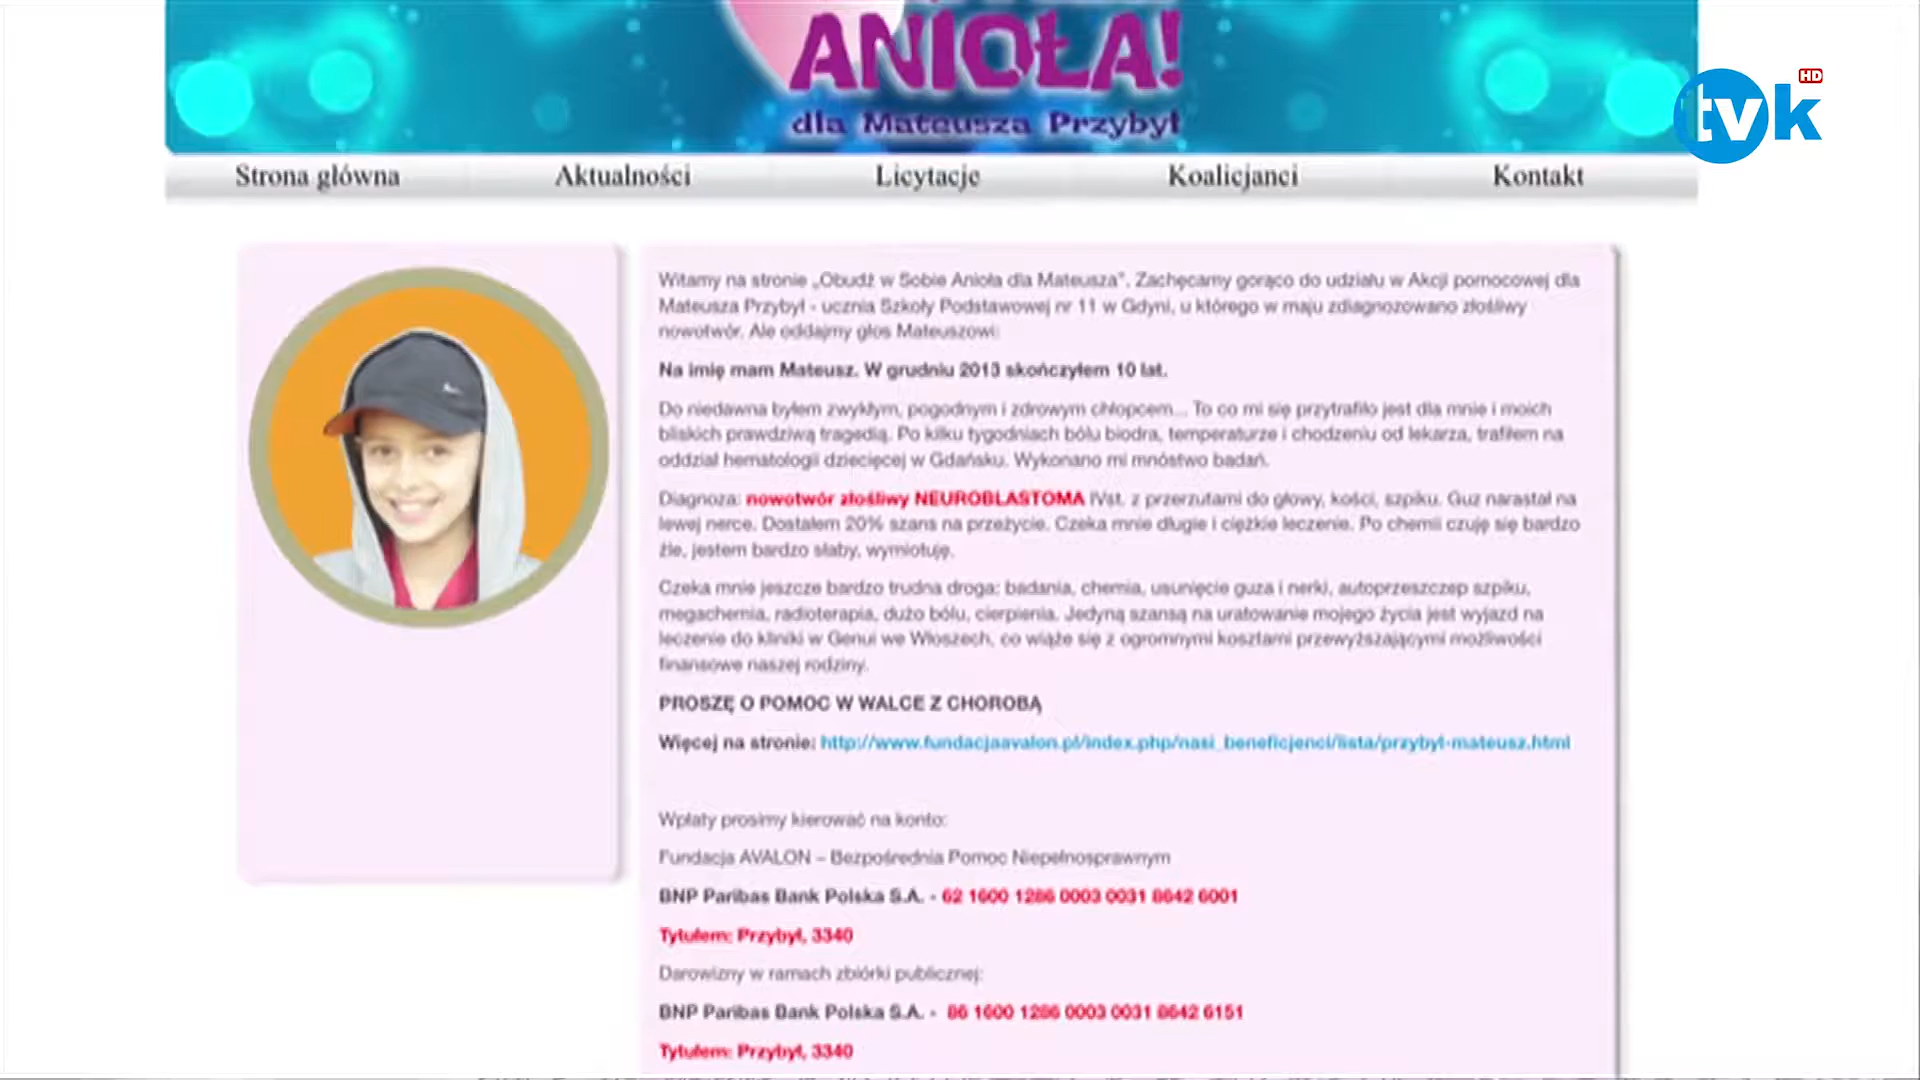 ANIOŁA!
dla Mateusza Przybył
HD
tvk
Strona główna
Aktualności
Licytacje
Koalicjanci
Kontakt
Witamy na stronie „Obudź w Sobie Anioła dla Mateusza". Zachęcamy gorąco do udziału w Akcji pomocowej dla
Mateusza Przybył - ucznia Szkoły Podstawowej nr 11 w Gdyni, u którego w maju zdiagnozowano złośliwy
nowotwór. Ale oddajmy głos Mateuszowi:
Na imię mam Mateusz. W grudniu 2013 skończyłem 10 lat.
Do niedawna byłem zwykłym, pogodnym i zdrowym chłopcem... To co mi się przytrafiło jest dla mnie i moich
bliskich prawdziwą tragedią. Po kilku tygodniach bólu biodra, temperaturze i chodzeniu od lekarza, trafiłem na
oddział hematologii dziecięcej w Gdańsku. Wykonano mi mnóstwo badań.
Diagnoza: nowotwór złośliwy NEUROBLASTOMA IVst. z przerzutami do głowy, kości, szpiku. Guz narastał na
lewej nerce. Dostałem 20% szans na przeżycie. Czeka mnie długie i ciężkie leczenie. Po chemii czuję się bardzo
źle, jestem bardzo słaby, wymiotuję.
Czeka mnie jeszcze bardzo trudna droga: badania, chemia, usunięcie guza i nerki, autoprzeszczep szpiku,
megachemia, radioterapia, dużo bólu, cierpienia. Jedyną szansą na uratowanie mojego życia jest wyjazd na
leczenie do kliniki w Genui we Włoszech, co wiąże się z ogromnymi kosztami przewyższającymi możliwości
finansowe naszej rodziny.
PROSZĘ O POMOC W WALCE Z CHOROBĄ
Więcej na stronie: http://www.fundacjaavalon.pl/index.php/nasi_beneficjenci/lista/przybyl-mateusz.html
Wpłaty prosimy kierować na konto:
Fundacja AVALON – Bezpośrednia Pomoc Niepełnosprawnym
BNP Paribas Bank Polska S.A. - 62 1600 1286 0003 0031 8642 6001
Tytułem: Przybył, 3340
Darowizny w ramach zbiórki publicznej:
BNP Paribas Bank Polska S.A. - 86 1600 1286 0003 0031 8642 6151
Tytułem: Przybył, 3340